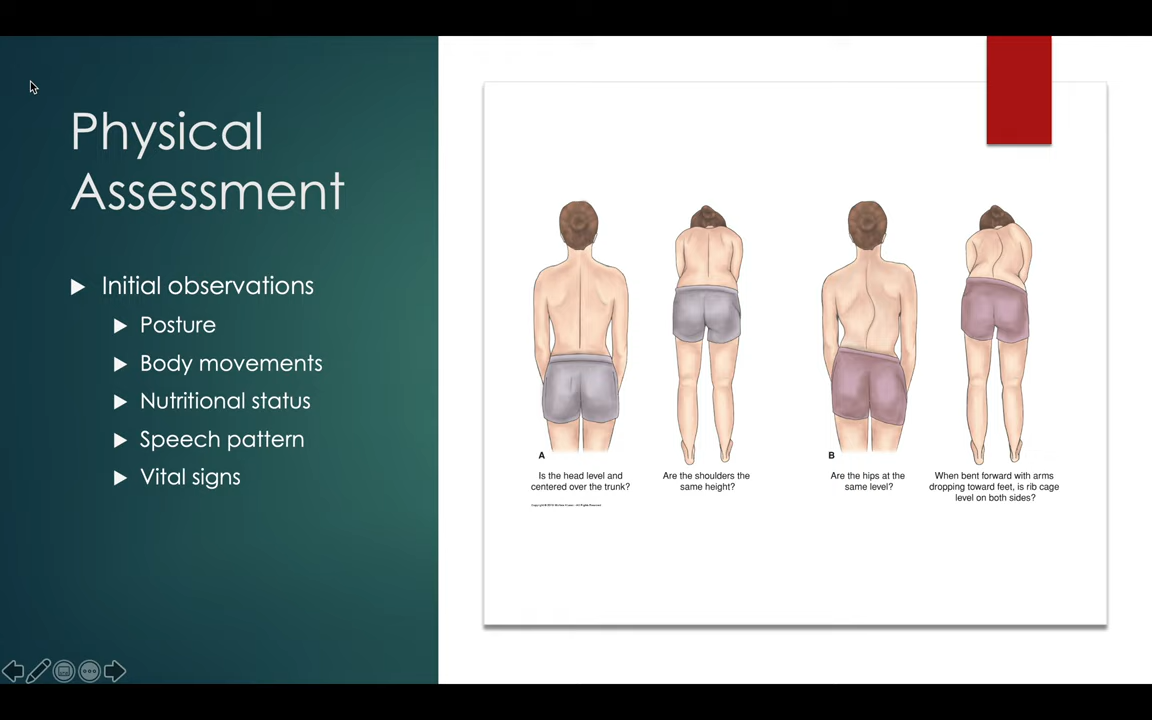 Physical
Assessment
Initial observations
Posture
Body movements
Nutritional status
Speech pattern
Vital signs
A
Is the head level and
centered over the trunk?
Are the shoulders the
same height?
B
Are the hips at the
same level?
When bent forward with arms
dropping toward feet, is rib cage
level on both sides?